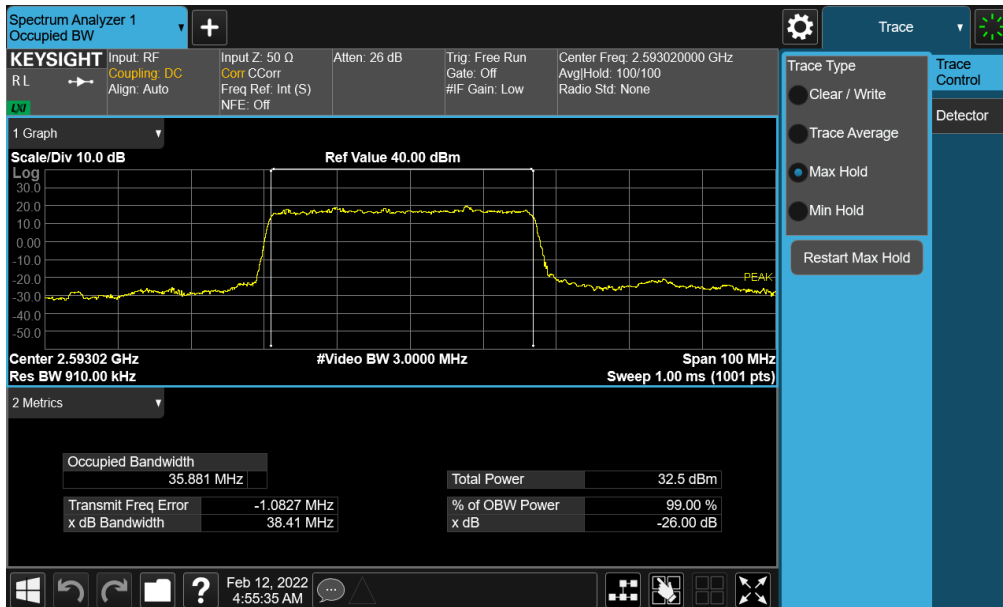 Spectrum Analyzer 1
Occupied BW
+
Trace
KEYSIGHT
R L
LXI
Input: RF
Coupling: DC
Align: Auto
Input Z: 50 Ω
Corr CCorr
Freq Ref: Int (S)
NFE: Off
Atten: 26 dB
Trig: Free Run
Gate: Off
#IF Gain: Low
Center Freq: 2.593020000 GHz
Avg|Hold: 100/100
Radio Std: None
Trace Type
Clear / Write
Trace Average
Max Hold
Min Hold
Restart Max Hold
Trace
Control
Detector
1 Graph
Scale/Div 10.0 dB
Ref Value 40.00 dBm
Log
30.0
20.0
10.0
0.00
-10.0
-20.0
-30.0
-40.0
-50.0
PEAK
Center 2.59302 GHz
#Video BW 3.0000 MHz
Span 100 MHz
Res BW 910.00 kHz
Sweep 1.00 ms (1001 pts)
2 Metrics
Occupied Bandwidth
35.881 MHz
Total Power 32.5 dBm
Transmit Freq Error -1.0827 MHz
% of OBW Power 99.00 %
x dB Bandwidth 38.41 MHz
x dB -26.00 dB
?
Feb 12, 2022
4:55:35 AM